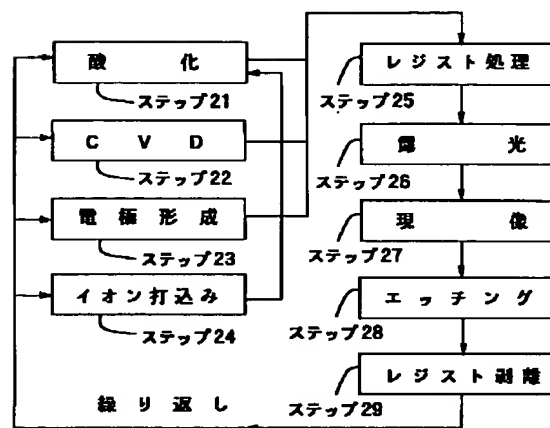 酸化
ステップ21
CVD
ステップ22
電極形成
ステップ23
イオン打込み
ステップ24
繰り返し
レジスト処理
ステップ25
露光
ステップ26
現像
ステップ27
エッチング
ステップ28
レジスト剥離
ステップ29